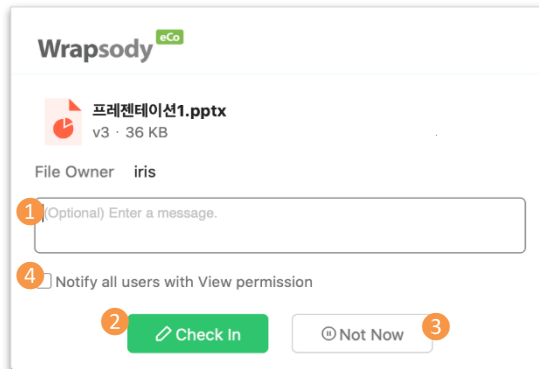 Wrapsody eCo
프레젠테이션1.pptx
v3 · 36 KB
File Owner iris
1 (Optional) Enter a message.
4 Notify all users with View permission
2 Check In
Not Now 3